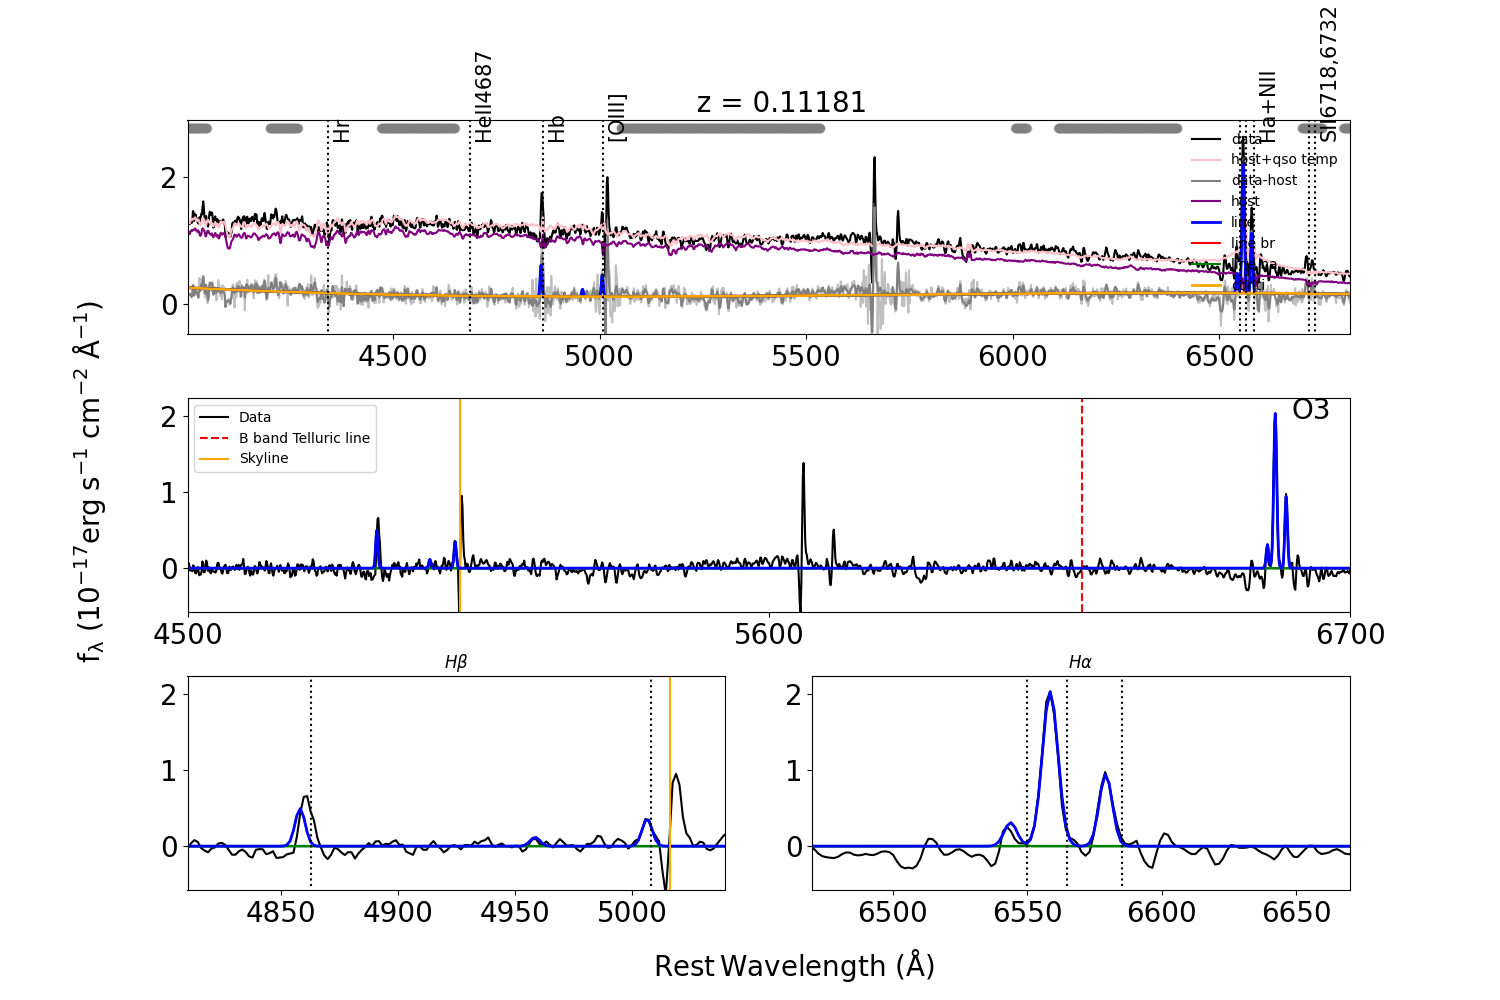 z = 0.11181
Hr
HeII4687
Hb
[OIII]
Ha+NII
SII6718,6732
data
host+qso temp
data-host
host
line
line br
2
0
4500
5000
5500
6000
6500
fλ (10⁻¹⁷erg s⁻¹ cm⁻² Å⁻¹)
Data
B band Telluric line
Skyline
O3
2
1
0
4500
5600
6700
Hβ
2
1
0
4850
4900
4950
5000
Hα
2
1
0
6500
6550
6600
6650
Rest Wavelength (Å)